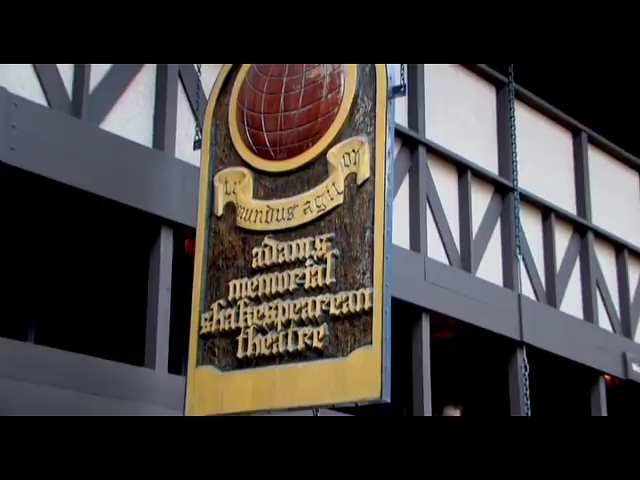 mundus agit
adams
memorial
shakespearean
theatre